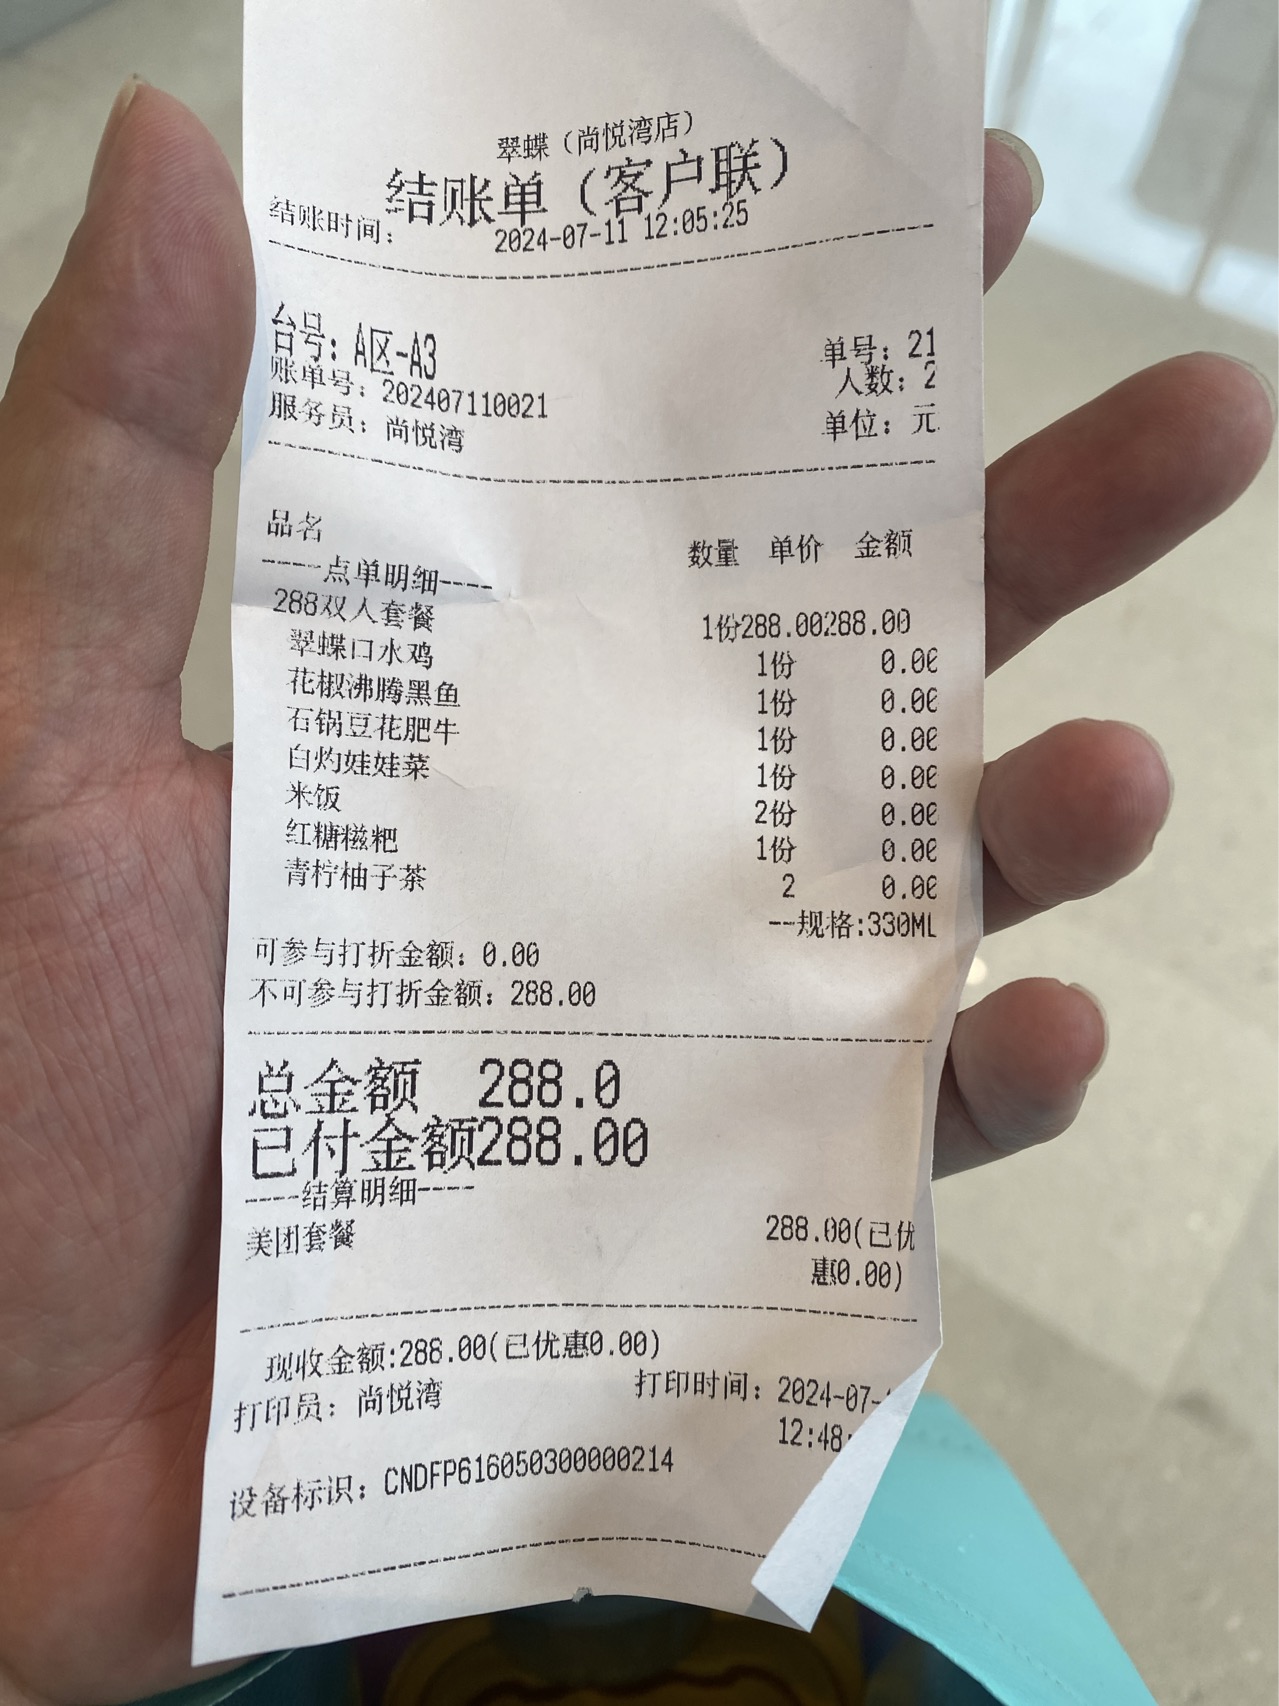 翠蝶（尚悦湾店）
结账单（客户联）
结账时间： 2024-07-11 12:05:25
台号：A区-A3 单号：21
账单号：202407110021 人数：2
服务员：尚悦湾 单位：元
品名 数量 单价 金额
----点单明细----
288双人套餐 1份288.00288.00
翠蝶口水鸡 1份 0.00
花椒沸腾黑鱼 1份 0.00
石锅豆花肥牛 1份 0.00
白灼娃娃菜 1份 0.00
米饭 2份 0.00
红糖糍粑 1份 0.00
青柠柚子茶 2 0.00
--规格:330ML
可参与打折金额：0.00
不可参与打折金额：288.00
总金额 288.0
已付金额288.00
----结算明细----
美团套餐 288.00(已优
惠0.00)
现收金额:288.00(已优惠0.00)
打印员：尚悦湾 打印时间：2024-07-
12:48
设备标识：CNDFP616050300000214